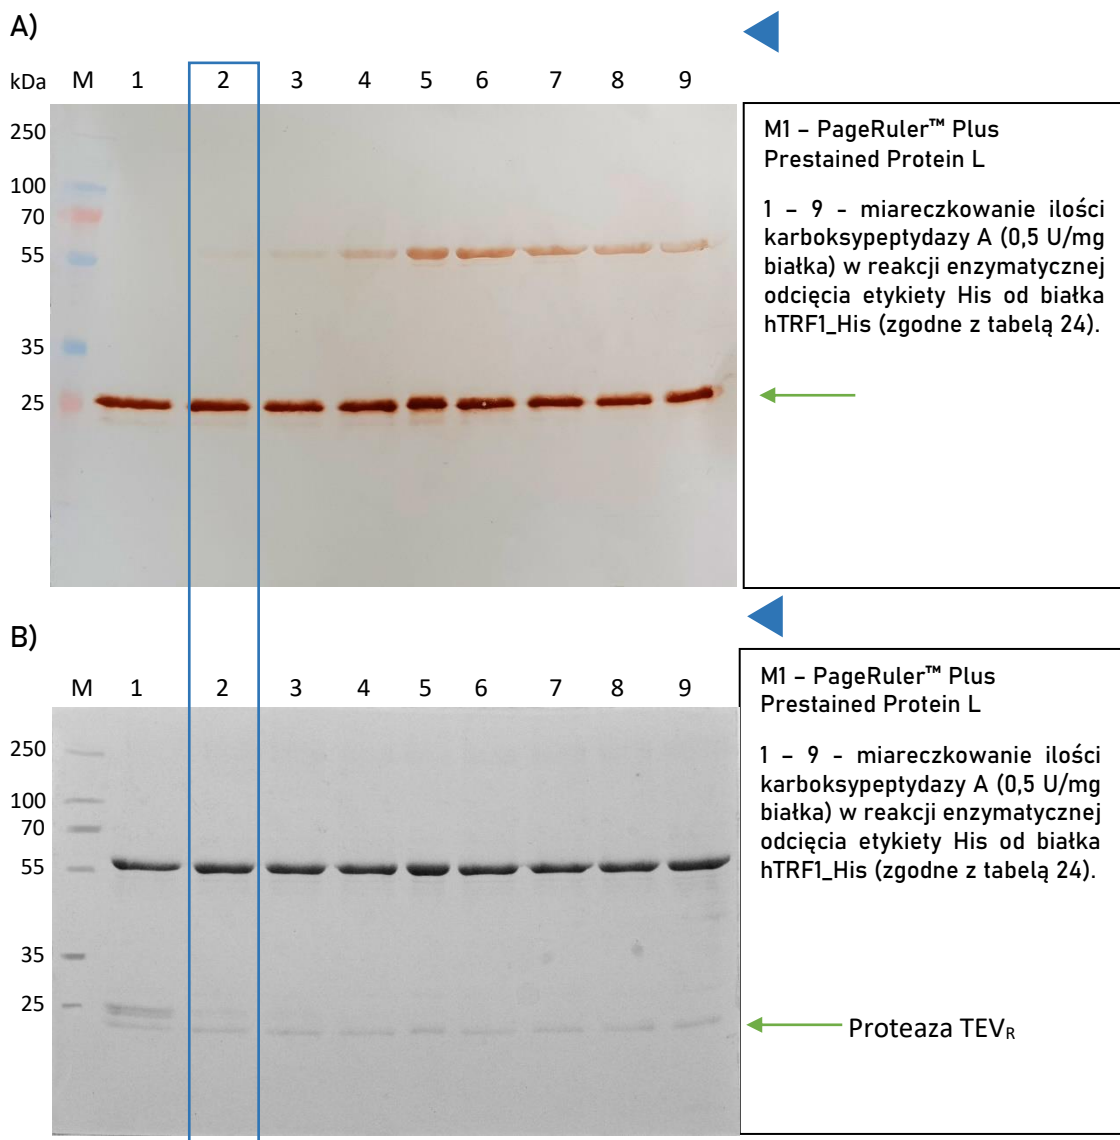 A)
kDa M 1 2 3 4 5 6 7 8 9
250
100
70
55
35
25
M1 – PageRuler™ Plus
Prestained Protein L
1 – 9 - miareczkowanie ilości
karboksypeptydazy A (0,5 U/mg
białka) w reakcji enzymatycznej
odcięcia etykiety His od białka
hTRF1_His (zgodne z tabelą 24).
B)
M 1 2 3 4 5 6 7 8 9
250
100
70
55
35
25
M1 – PageRuler™ Plus
Prestained Protein L
1 – 9 - miareczkowanie ilości
karboksypeptydazy A (0,5 U/mg
białka) w reakcji enzymatycznej
odcięcia etykiety His od białka
hTRF1_His (zgodne z tabelą 24).
Proteaza TEVR